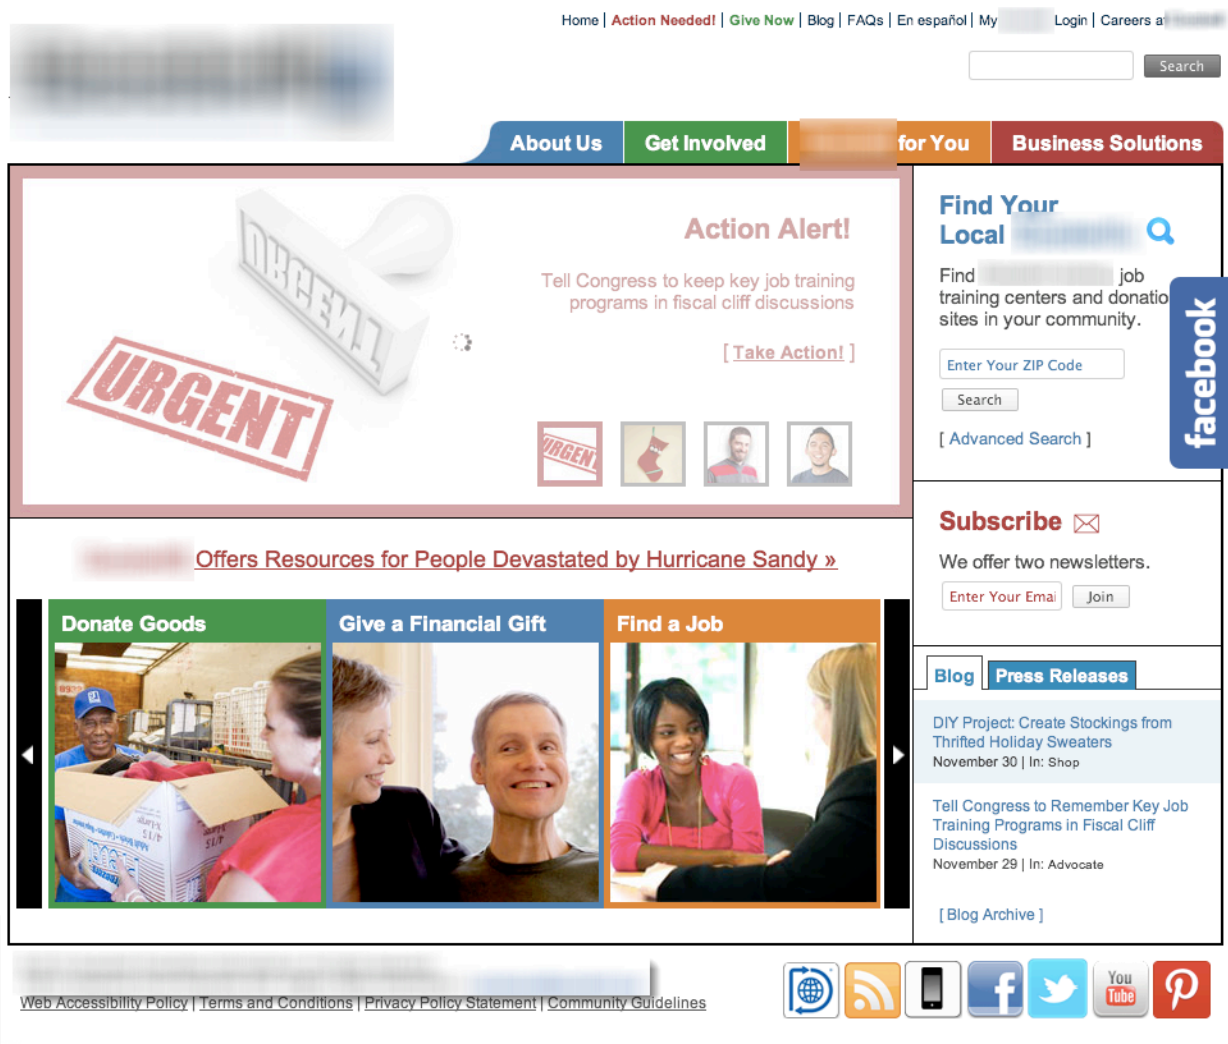 Home | Action Needed! | Give Now | Blog | FAQs | En español | My Login | Careers
Search
About Us
Get Involved
for You
Business Solutions
URGENT
URGENT
Action Alert!
Tell Congress to keep key job training
programs in fiscal cliff discussions
[ Take Action! ]
URGENT
Find Your
Local
Find job
training centers and donatio
sites in your community.
Enter Your ZIP Code
Search
[ Advanced Search ]
facebook
Subscribe
We offer two newsletters.
Enter Your Emai
Join
Offers Resources for People Devastated by Hurricane Sandy »
Donate Goods
Give a Financial Gift
Find a Job
Blog
Press Releases
DIY Project: Create Stockings from
Thrifted Holiday Sweaters
November 30 | In: Shop
Tell Congress to Remember Key Job
Training Programs in Fiscal Cliff
Discussions
November 29 | In: Advocate
[ Blog Archive ]
Web Accessibility Policy | Terms and Conditions | Privacy Policy Statement | Community Guidelines
You
Tube